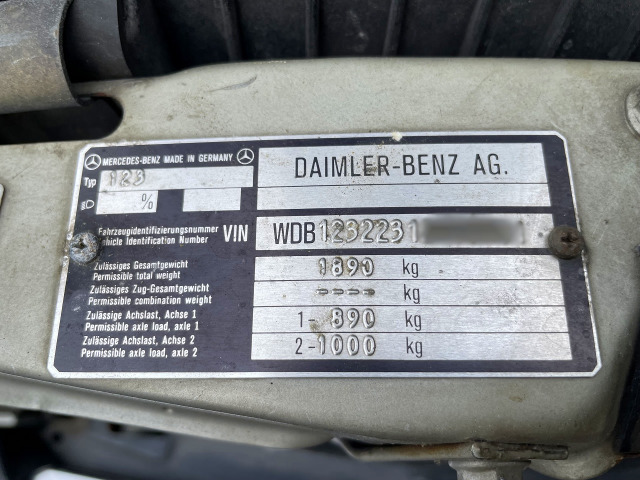 MERCEDES-BENZ MADE IN GERMANY
Typ 123
%
DAIMLER-BENZ AG.
Fahrzeugidentifizierungsnummer
Vehicle Identification Number
VIN WDB1232231
Zulässiges Gesamtgewicht
Permissible total weight
1890 kg
Zulässiges Zug-Gesamtgewicht
Permissible combination weight
---- kg
Zulässige Achslast, Achse 1
Permissible axle load, axle 1
1- 890 kg
Zulässige Achslast, Achse 2
Permissible axle load, axle 2
2-1000 kg